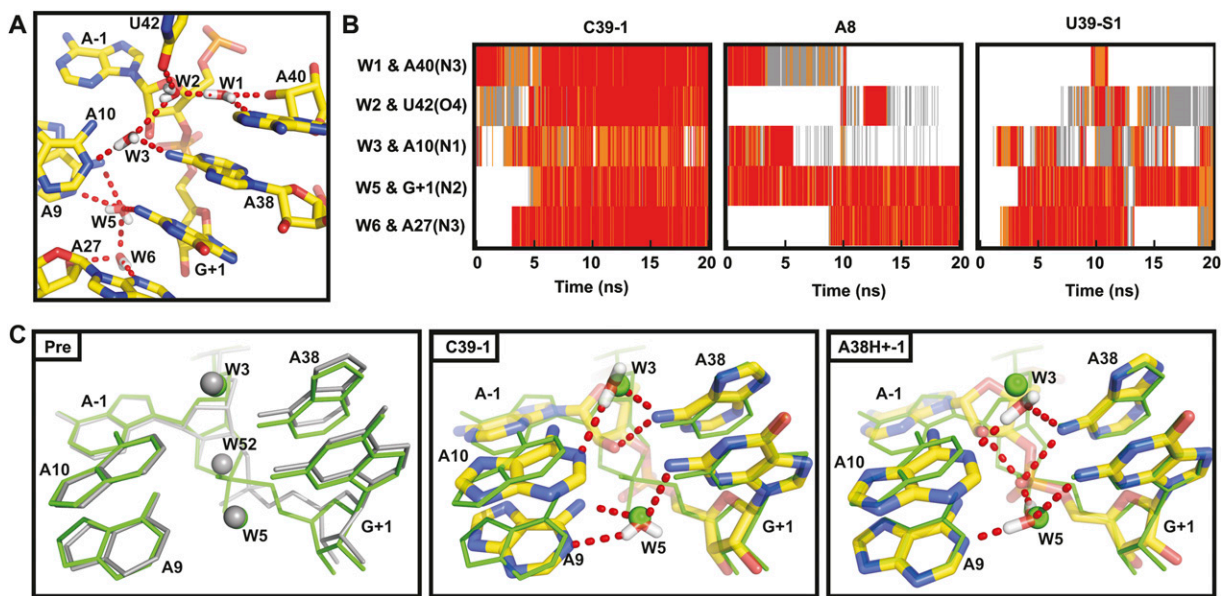 A
U42
A-1
W2
W1
A40
A10
W3
A9
A38
W5
A27
W6
G+1
B
C39-1
A8
U39-S1
W1 & A40(N3)
W2 & U42(O4)
W3 & A10(N1)
W5 & G+1(N2)
W6 & A27(N3)
0 5 10 15 20
0 5 10 15 20
0 5 10 15 20
Time (ns)
Time (ns)
Time (ns)
C
Pre
W3
A38
A-1
W52
A10
W5
G+1
A9
C39-1
W3
A38
A-1
A10
G+1
A9
W5
A38H+-1
W3
A38
A-1
A10
W5
G+1
A9